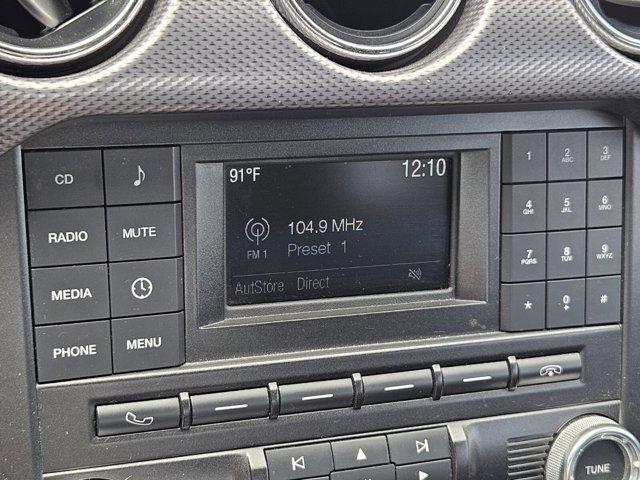 CD
RADIO
MUTE
MEDIA
PHONE
MENU
91°F
12:10
104.9 MHz
FM 1
Preset 1
AutStore Direct
1
2 ABC
3 DEF
4 GHI
5 JKL
6 MNO
7 PQRS
8 TUV
9 WXYZ
*
0 +
#
TUNE